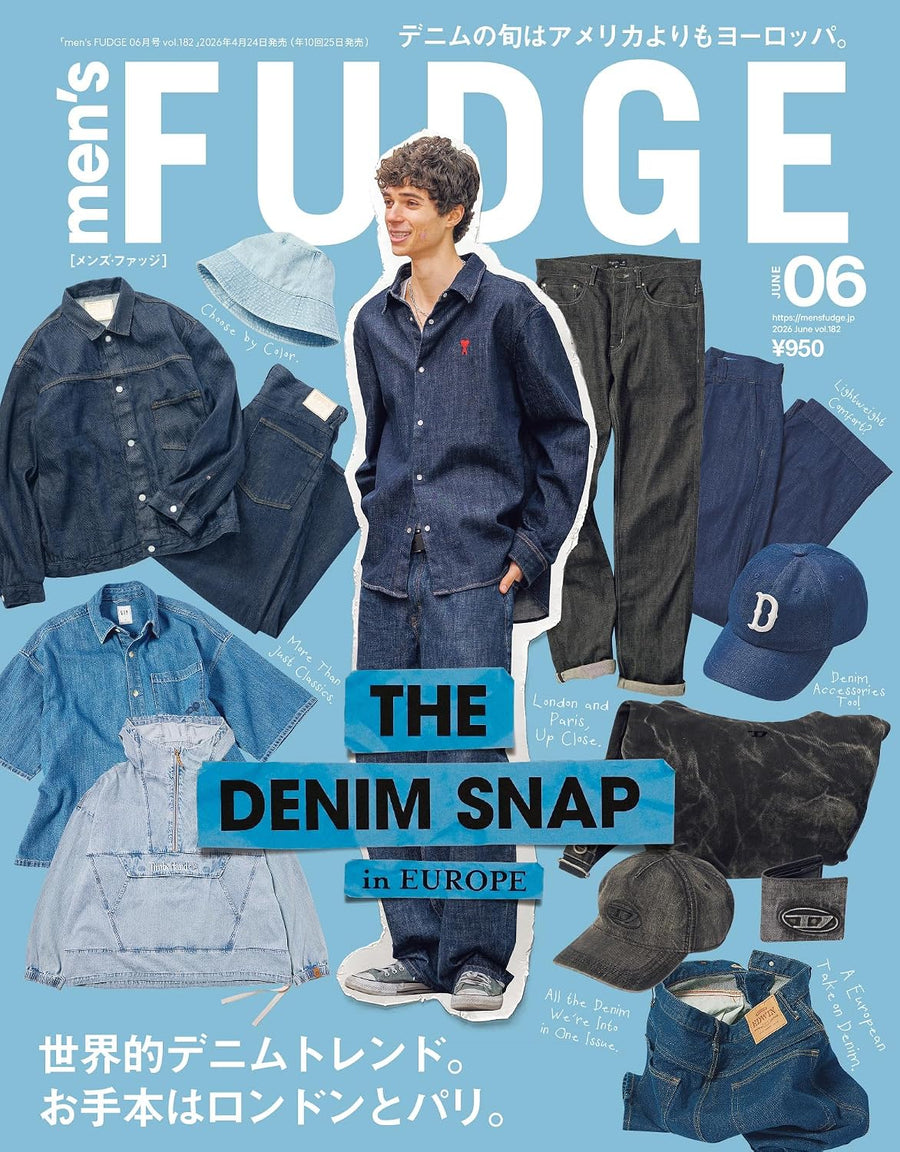 「men's FUDGE 06月号 vol.182 」2026年4月24日発売 （年10回25日発売）
デニムの旬はアメリカよりもヨーロッパ。
men's
FUDGE
[メンズ・ファッジ]
JUNE 06
https://mensfudge.jp
2026 June vol.182
¥950
Choose by Color.
Lightweight
Comfort?
D
GAP
More Than
Just Classics.
Denim
Accessories
Too!
London and
Paris,
Up Close.
THE
DENIM SNAP
in EUROPE
Timberland
D
All the Denim
We're Into
in One Issue.
EDWIN
A European
Take on Denim.
世界的デニムトレンド。
お手本はロンドンとパリ。